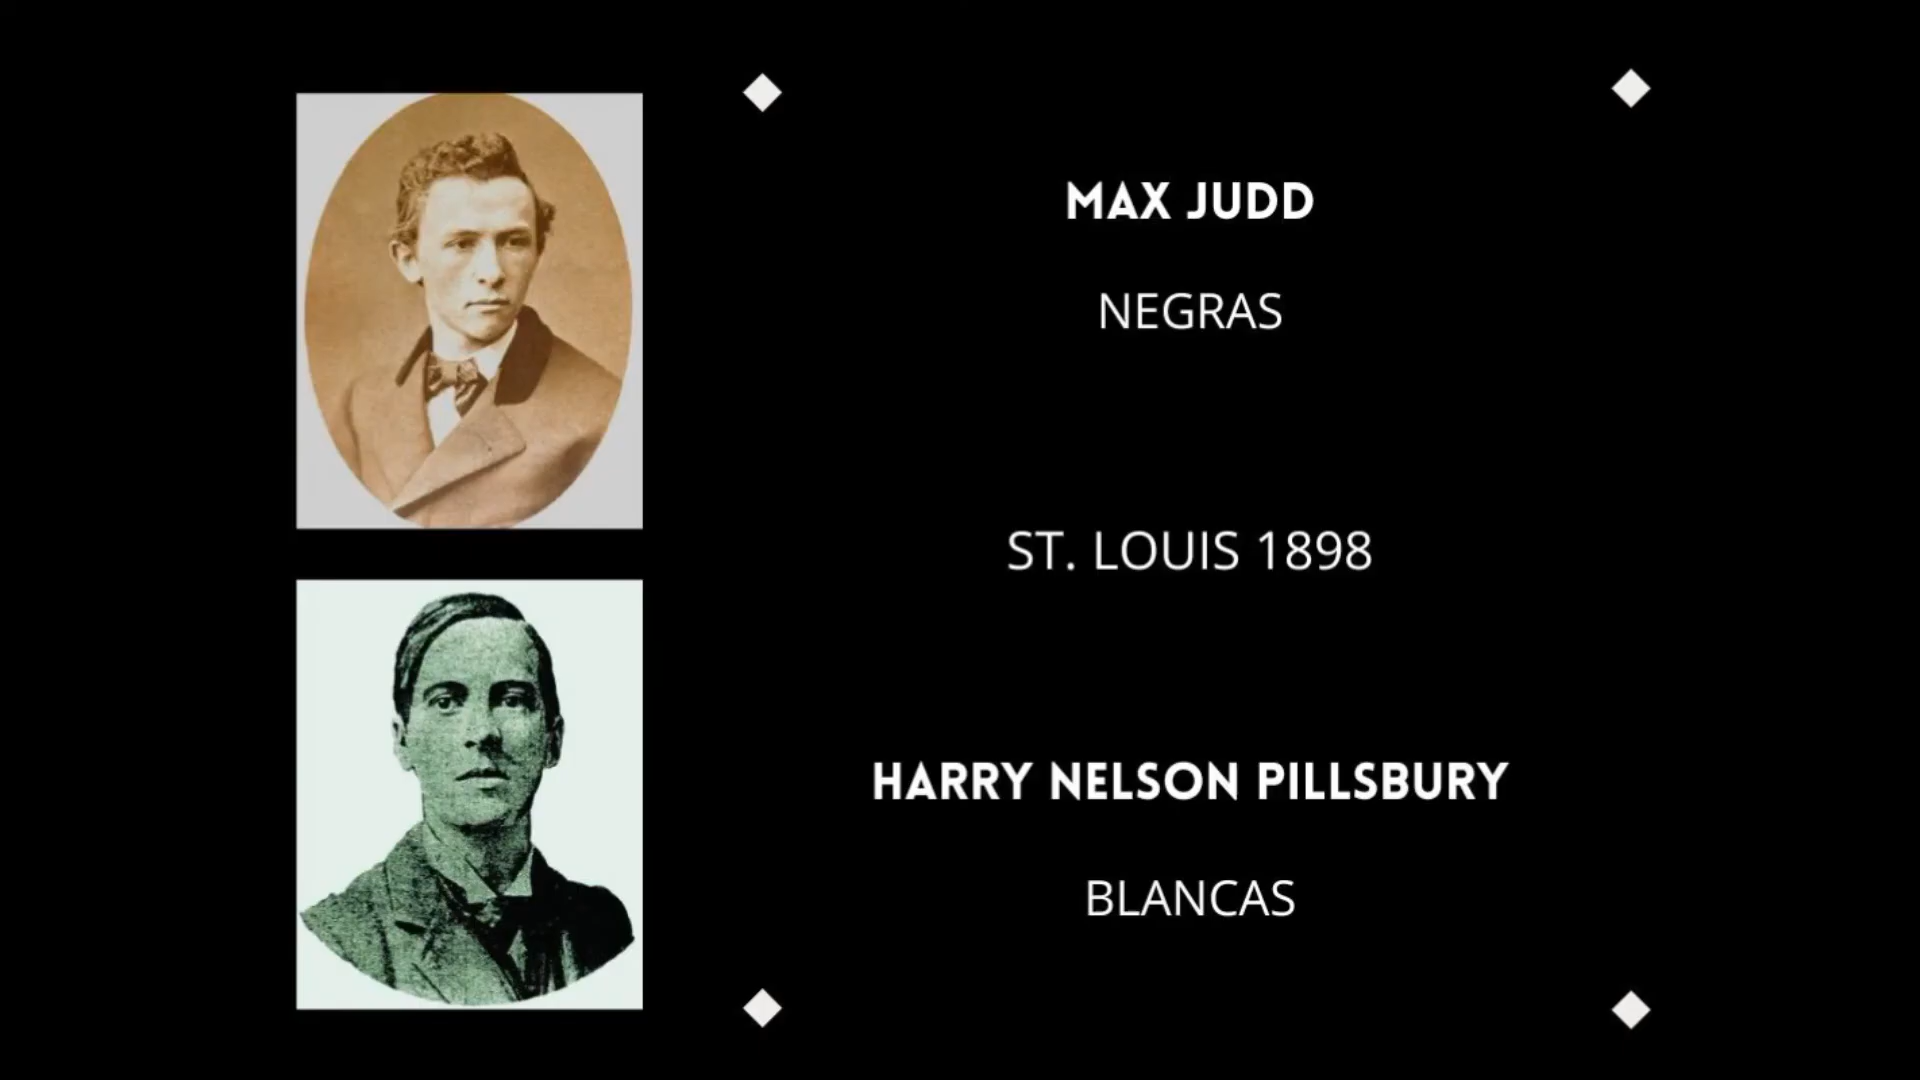 MAX JUDD
NEGRAS
ST. LOUIS 1898
HARRY NELSON PILLSBURY
BLANCAS